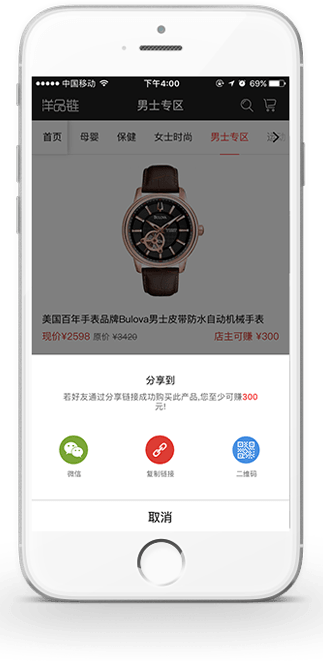 中国移动
下午4:00
69%
洋品链
男士专区
首页 母婴 保健 女士时尚 男士专区
BULOVA
美国百年手表品牌Bulova男士皮带防水自动机械手表
现价¥2598 原价 ¥3420 店主可赚 ¥300
分享到
若好友通过分享链接成功购买此产品,您至少可赚300
元!
微信 复制链接 二维码
取消